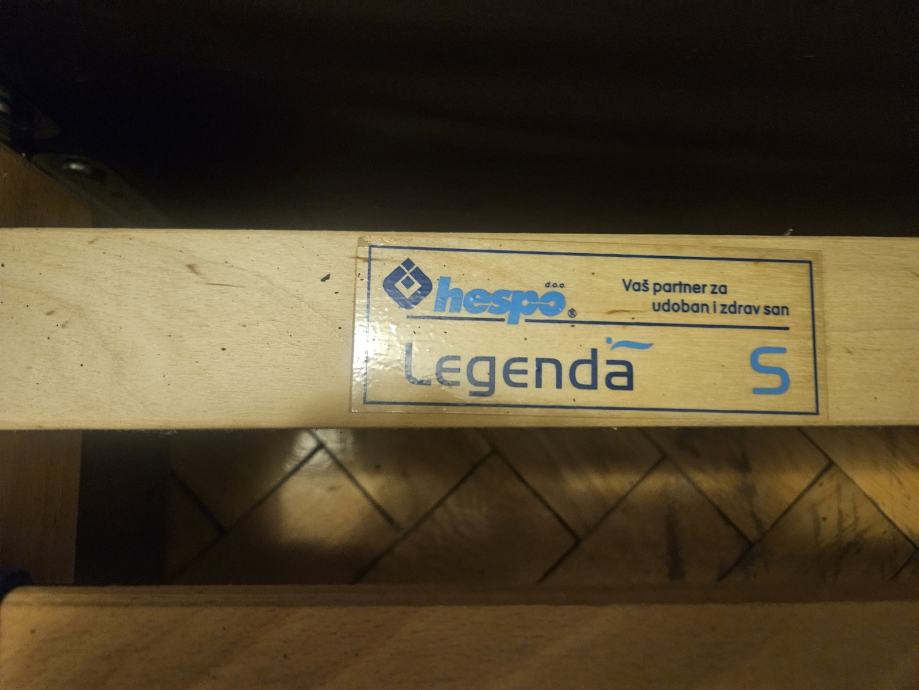 hespo d.o.o. ®
Vaš partner za
udoban i zdrav san
Legenda S